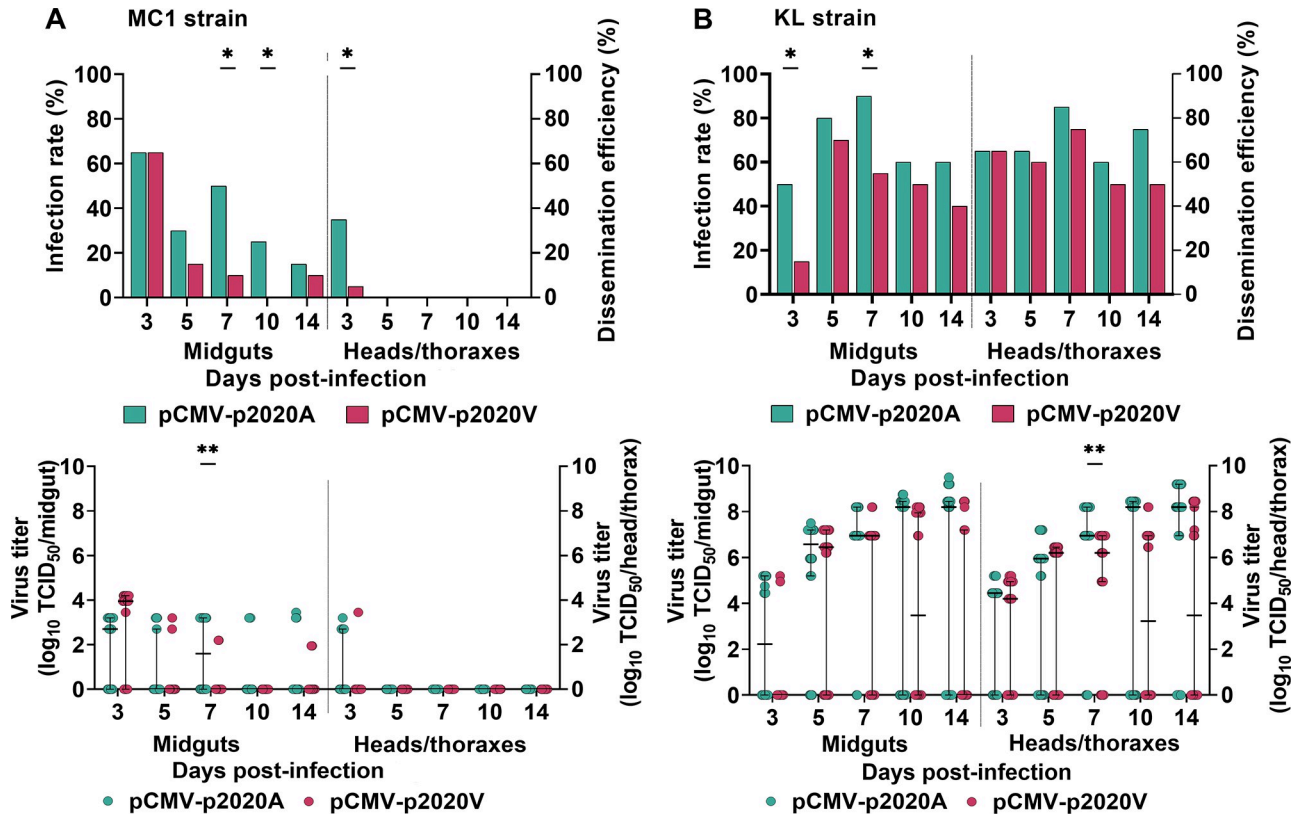 A MC1 strain
* * *
Infection rate (%)
100 80 60 40 20 0
Dissemination efficiency (%)
100 80 60 40 20 0
3 5 7 10 14 3 5 7 10 14
Midguts Heads/thoraxes
Days post-infection
pCMV-p2020A pCMV-p2020V
B KL strain
* *
Infection rate (%)
100 80 60 40 20 0
Dissemination efficiency (%)
100 80 60 40 20 0
3 5 7 10 14 3 5 7 10 14
Midguts Heads/thoraxes
Days post-infection
pCMV-p2020A pCMV-p2020V
**
Virus titer
(log10 TCID50/midgut)
10 8 6 4 2 0
Virus titer
(log10 TCID50/head/thorax)
10 8 6 4 2 0
3 5 7 10 14 3 5 7 10 14
Midguts Heads/thoraxes
Days post-infection
pCMV-p2020A pCMV-p2020V
**
Virus titer
(log10 TCID50/midgut)
10 8 6 4 2 0
Virus titer
(log10 TCID50/head/thorax)
10 8 6 4 2 0
3 5 7 10 14 3 5 7 10 14
Midguts Heads/thoraxes
Days post-infection
pCMV-p2020A pCMV-p2020V